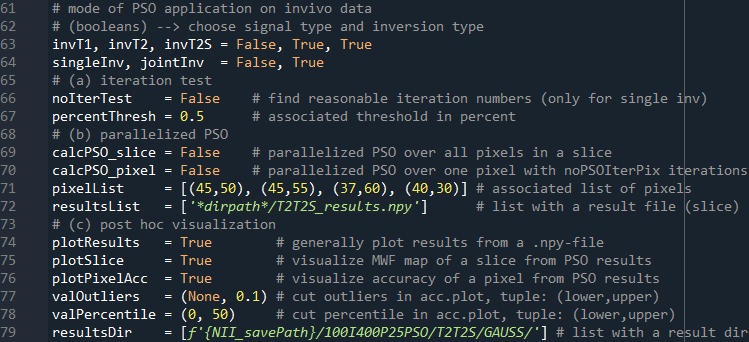 61 # mode of PSO application on invivo data
62 # (booleans) --> choose signal type and inversion type
63 invT1, invT2, invT2S = False, True, True
64 singleInv, jointInv = False, True
65 # (a) iteration test
66 noIterTest = False # find reasonable iteration numbers (only for single inv)
67 percentThresh = 0.5 # associated threshold in percent
68 # (b) parallelized PSO
69 calcPSO_slice = False # parallelized PSO over all pixels in a slice
70 calcPSO_pixel = False # parallelized PSO over one pixel with noPSOIterPix iterations
71 pixelList = [(45,50), (45,55), (37,60), (40,30)] # associated list of pixels
72 resultsList = ['*dirpath*/T2T2S_results.npy'] # list with a result file (slice)
73 # (c) post hoc visualization
74 plotResults = True # generally plot results from a .npy-file
75 plotSlice = True # visualize MWF map of a slice from PSO results
76 plotPixelAcc = True # visualize accuracy of a pixel from PSO results
77 valOutliers = (None, 0.1) # cut outliers in acc.plot, tuple: (lower,upper)
78 valPercentile = (0, 50) # cut percentile in acc.plot, tuple: (lower,upper)
79 resultsDir = [f'{NII_savePath}/100I400P25PSO/T2T2S/GAUSS/'] # list with a result dir